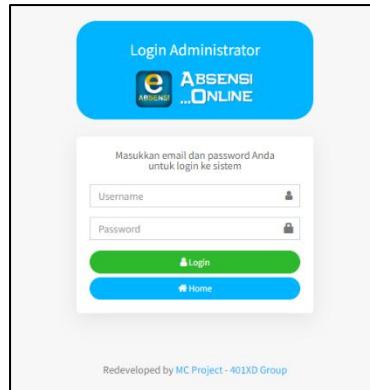 Login Administrator
e
ABSENSI
ABSENSI
...ONLINE
Masukkan email dan password Anda
untuk login ke sistem
Username
Password
Login
Home
Redeveloped by MC Project - 401XD Group